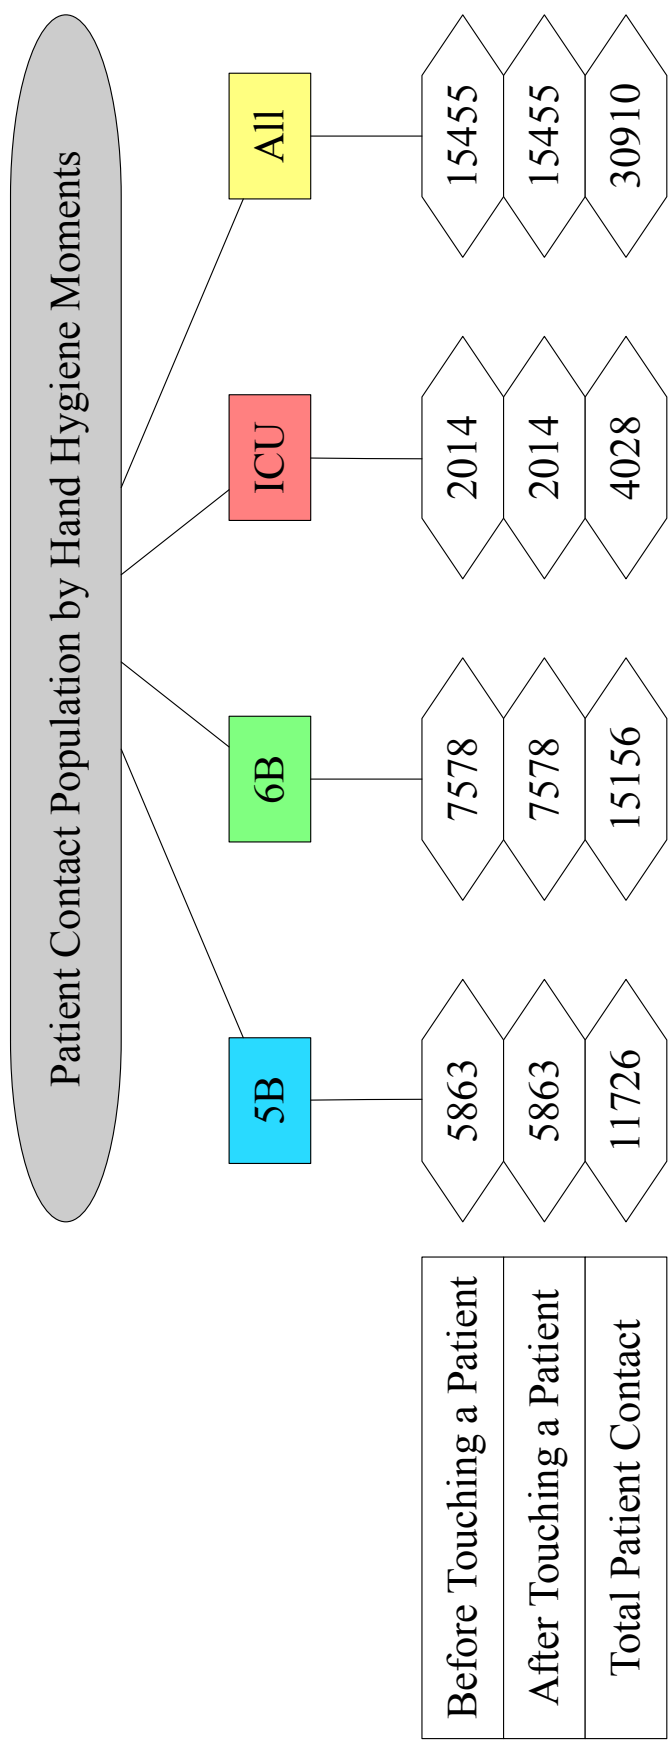 Patient Contact Population by Hand Hygiene Moments
5B
6B
ICU
All
Before Touching a Patient
5863
7578
2014
15455
After Touching a Patient
5863
7578
2014
15455
Total Patient Contact
11726
15156
4028
30910